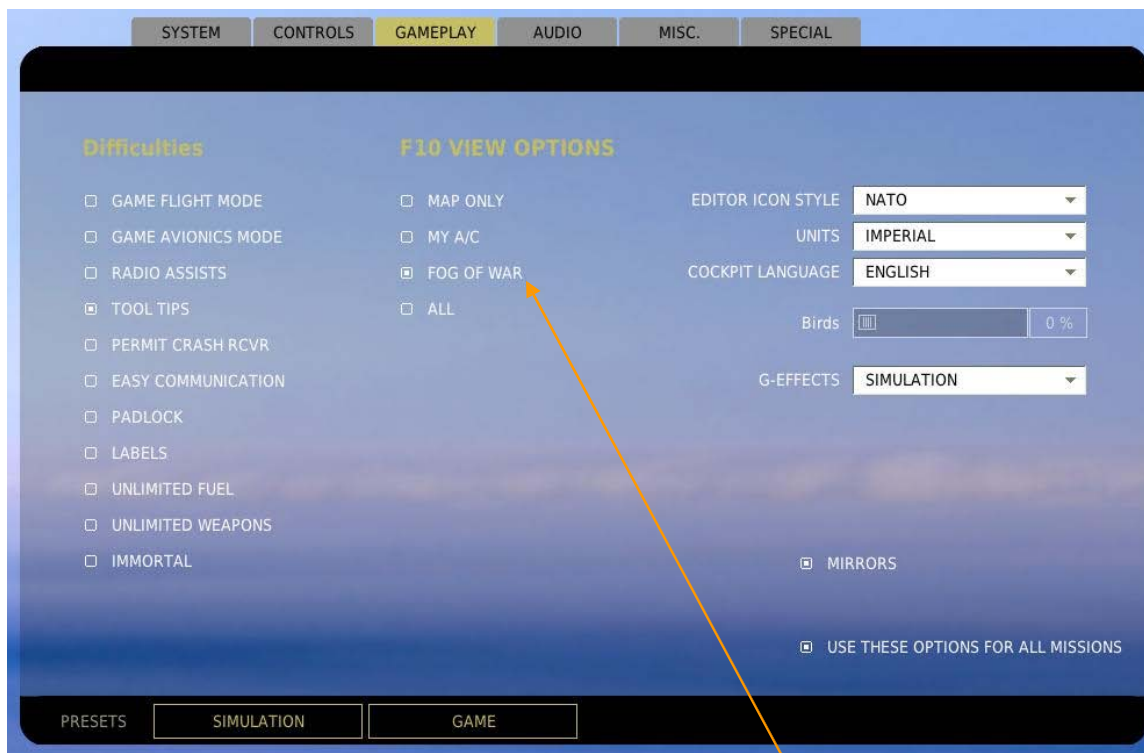 SYSTEM CONTROLS GAMEPLAY AUDIO MISC. SPECIAL
Difficulties
GAME FLIGHT MODE
GAME AVIONICS MODE
RADIO ASSISTS
TOOL TIPS
PERMIT CRASH RCVR
EASY COMMUNICATION
PADLOCK
LABELS
UNLIMITED FUEL
UNLIMITED WEAPONS
IMMORTAL
F10 VIEW OPTIONS
MAP ONLY
MY A/C
FOG OF WAR
ALL
EDITOR ICON STYLE NATO
UNITS IMPERIAL
COCKPIT LANGUAGE ENGLISH
Birds 0 %
G-EFFECTS SIMULATION
MIRRORS
USE THESE OPTIONS FOR ALL MISSIONS
PRESETS SIMULATION GAME